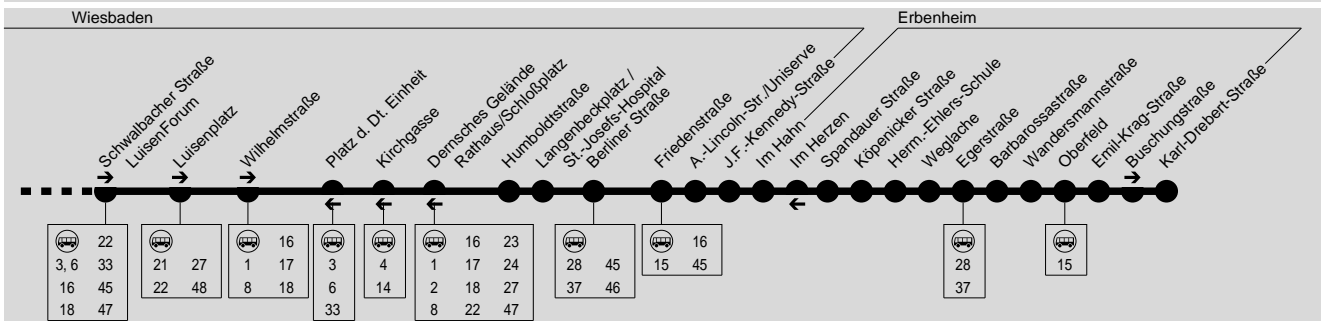 Wiesbaden
Erbenheim
Schwalbacher Straße
LuisenForum
Luisenplatz
Wilhelmstraße
Platz d. Dt. Einheit
Kirchgasse
Dernsches Gelände
Rathaus/Schloßplatz
Humboldtstraße
Langenbeckplatz /
St.-Josefs-Hospital
Berliner Straße
Friedenstraße
A.-Lincoln-Str./Uniserve
J.F.-Kennedy-Straße
Im Hahn
Im Herzen
Spandauer Straße
Köpenicker Straße
Herm.-Ehlers-Schule
Weglache
Egerstraße
Barbarossastraße
Wandersmannstraße
Oberfeld
Emil-Krag-Straße
Buschungstraße
Karl-Drebert-Straße
22
3, 6 33
16 45
18 47
21 27
22 48
16
1 17
8 18
3
6
33
4
14
16 23
1 17 24
2 18 27
8 22 47
28 45
37 46
16
15 45
28
37
15